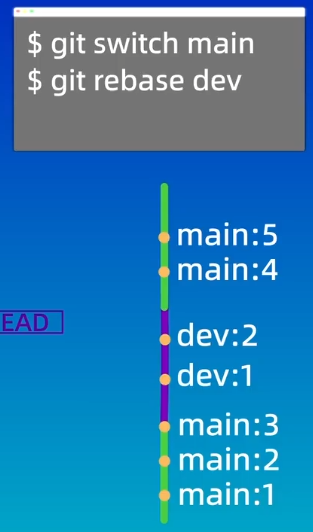 $ git switch main
$ git rebase dev
main:5
main:4
EAD
dev:2
dev:1
main:3
main:2
main:1